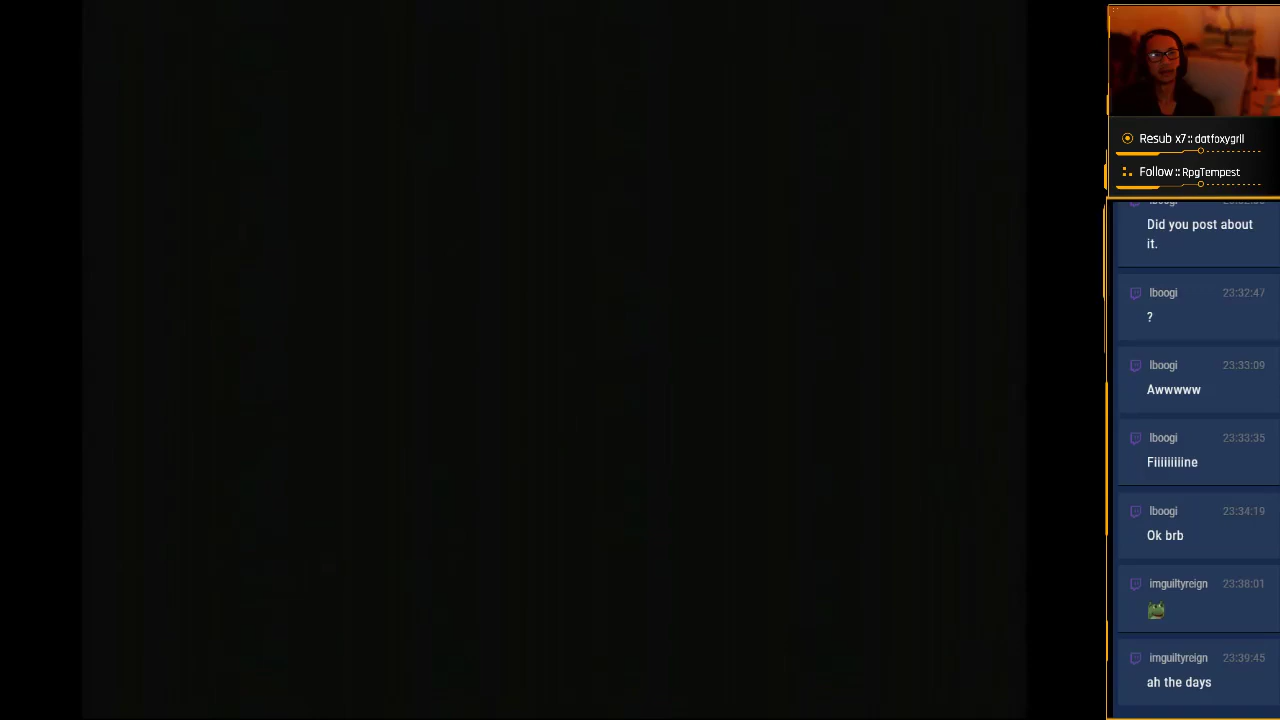 Resub x7 :: datfoxygrll
Follow :: RpgTempest
Did you post about
it.
lboogi 23:32:47
?
lboogi 23:33:09
Awwwww
lboogi 23:33:35
Fiiiiiiiiine
lboogi 23:34:19
Ok brb
imguiltyreign 23:38:01
imguiltyreign 23:39:45
ah the days